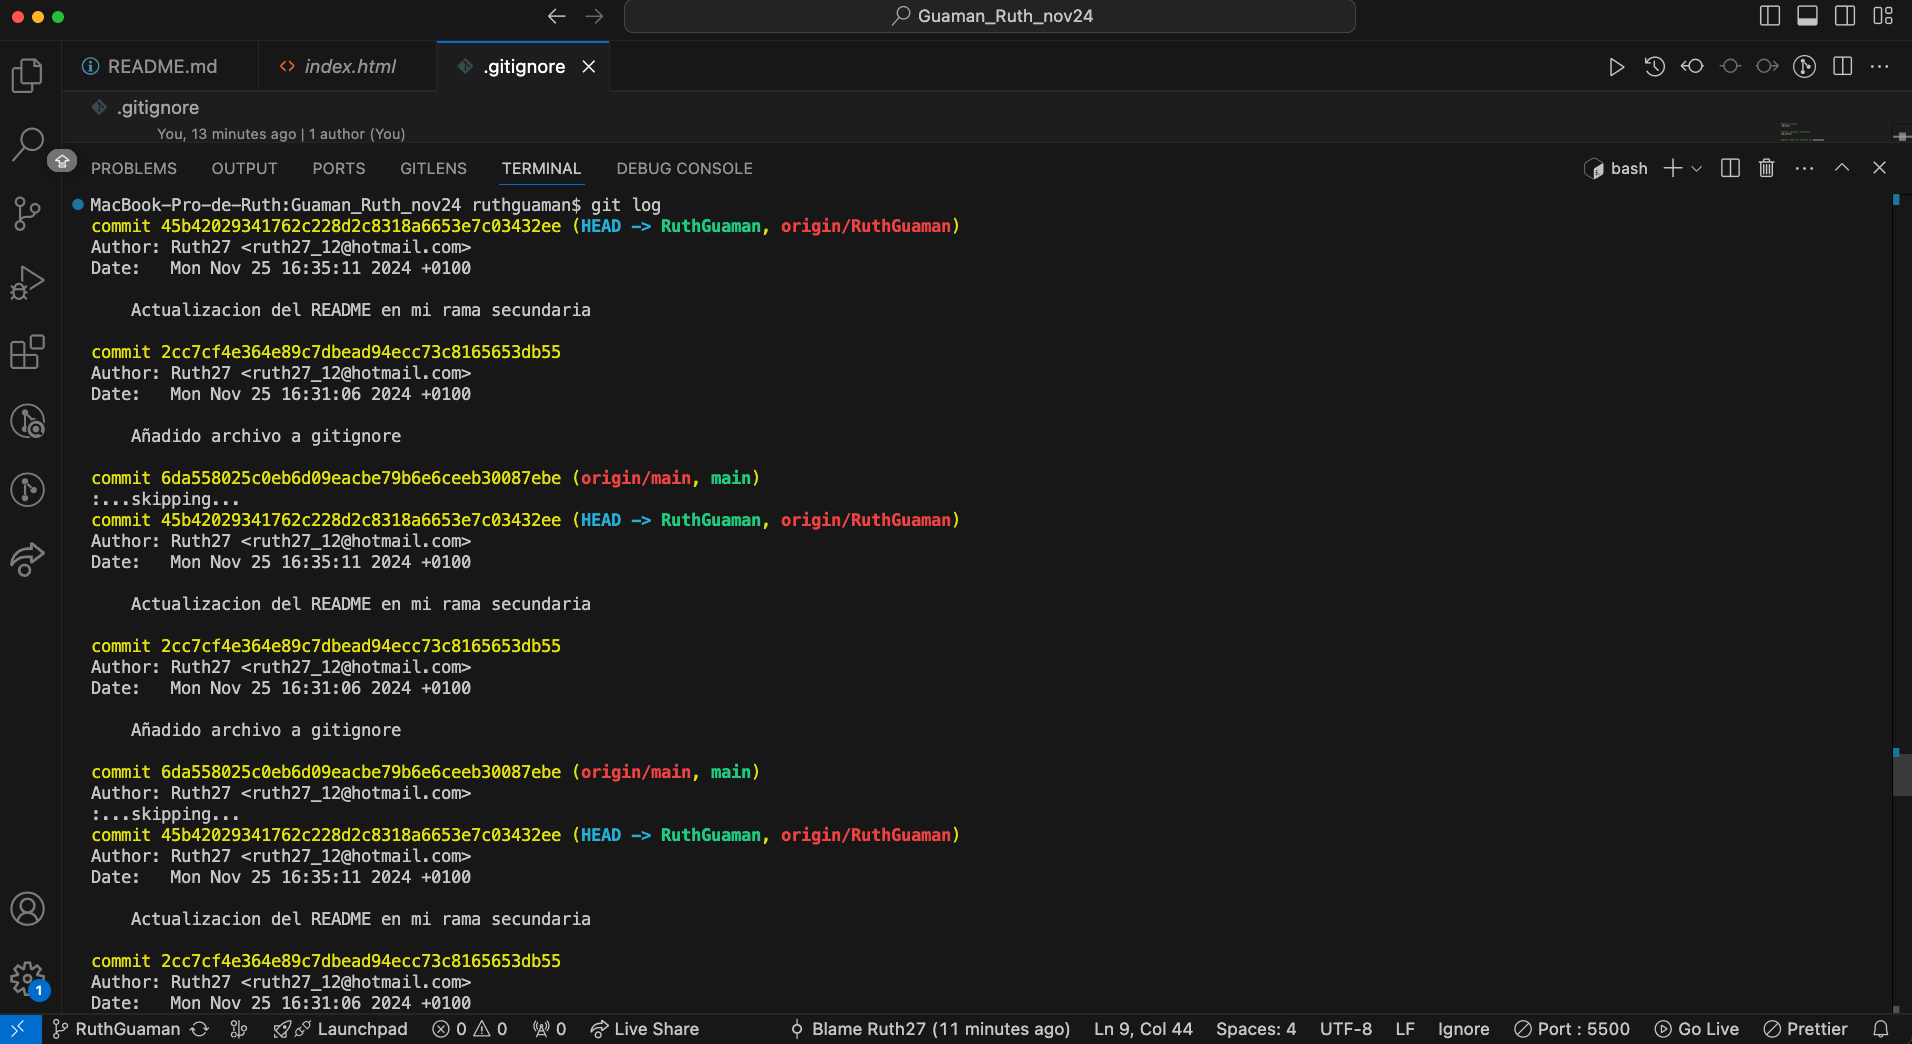 Guaman_Ruth_nov24
README.md
index.html
.gitignore
.gitignore
You, 13 minutes ago | 1 author (You)
PROBLEMS OUTPUT PORTS GITLENS TERMINAL DEBUG CONSOLE
bash
MacBook-Pro-de-Ruth:Guaman_Ruth_nov24 ruthguaman$ git log
commit 45b42029341762c228d2c8318a6653e7c03432ee (HEAD -> RuthGuaman, origin/RuthGuaman)
Author: Ruth27 <ruth27_12@hotmail.com>
Date:   Mon Nov 25 16:35:11 2024 +0100
Actualizacion del README en mi rama secundaria
commit 2cc7cf4e364e89c7dbead94ecc73c8165653db55
Author: Ruth27 <ruth27_12@hotmail.com>
Date:   Mon Nov 25 16:31:06 2024 +0100
Añadido archivo a gitignore
commit 6da558025c0eb6d09eacbe79b6e6ceeb30087ebe (origin/main, main)
:...skipping...
commit 45b42029341762c228d2c8318a6653e7c03432ee (HEAD -> RuthGuaman, origin/RuthGuaman)
Author: Ruth27 <ruth27_12@hotmail.com>
Date:   Mon Nov 25 16:35:11 2024 +0100
Actualizacion del README en mi rama secundaria
commit 2cc7cf4e364e89c7dbead94ecc73c8165653db55
Author: Ruth27 <ruth27_12@hotmail.com>
Date:   Mon Nov 25 16:31:06 2024 +0100
Añadido archivo a gitignore
commit 6da558025c0eb6d09eacbe79b6e6ceeb30087ebe (origin/main, main)
Author: Ruth27 <ruth27_12@hotmail.com>
:...skipping...
commit 45b42029341762c228d2c8318a6653e7c03432ee (HEAD -> RuthGuaman, origin/RuthGuaman)
Author: Ruth27 <ruth27_12@hotmail.com>
Date:   Mon Nov 25 16:35:11 2024 +0100
Actualizacion del README en mi rama secundaria
commit 2cc7cf4e364e89c7dbead94ecc73c8165653db55
Author: Ruth27 <ruth27_12@hotmail.com>
Date:   Mon Nov 25 16:31:06 2024 +0100
1
RuthGuaman Launchpad 0 0 0 Live Share Blame Ruth27 (11 minutes ago) Ln 9, Col 44 Spaces: 4 UTF-8 LF Ignore Port : 5500 Go Live Prettier